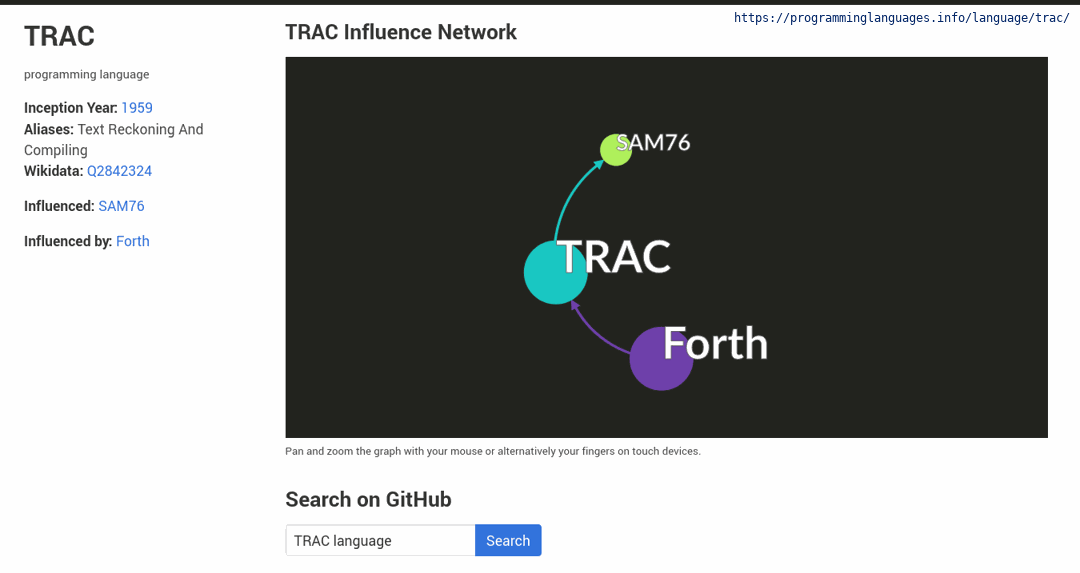 https://programminglanguages.info/language/trac/
TRAC
programming language
Inception Year: 1959
Aliases: Text Reckoning And
Compiling
Wikidata: Q2842324
Influenced: SAM76
Influenced by: Forth
TRAC Influence Network
SAM76
TRAC
Forth
Pan and zoom the graph with your mouse or alternatively your fingers on touch devices.
Search on GitHub
TRAC language
Search